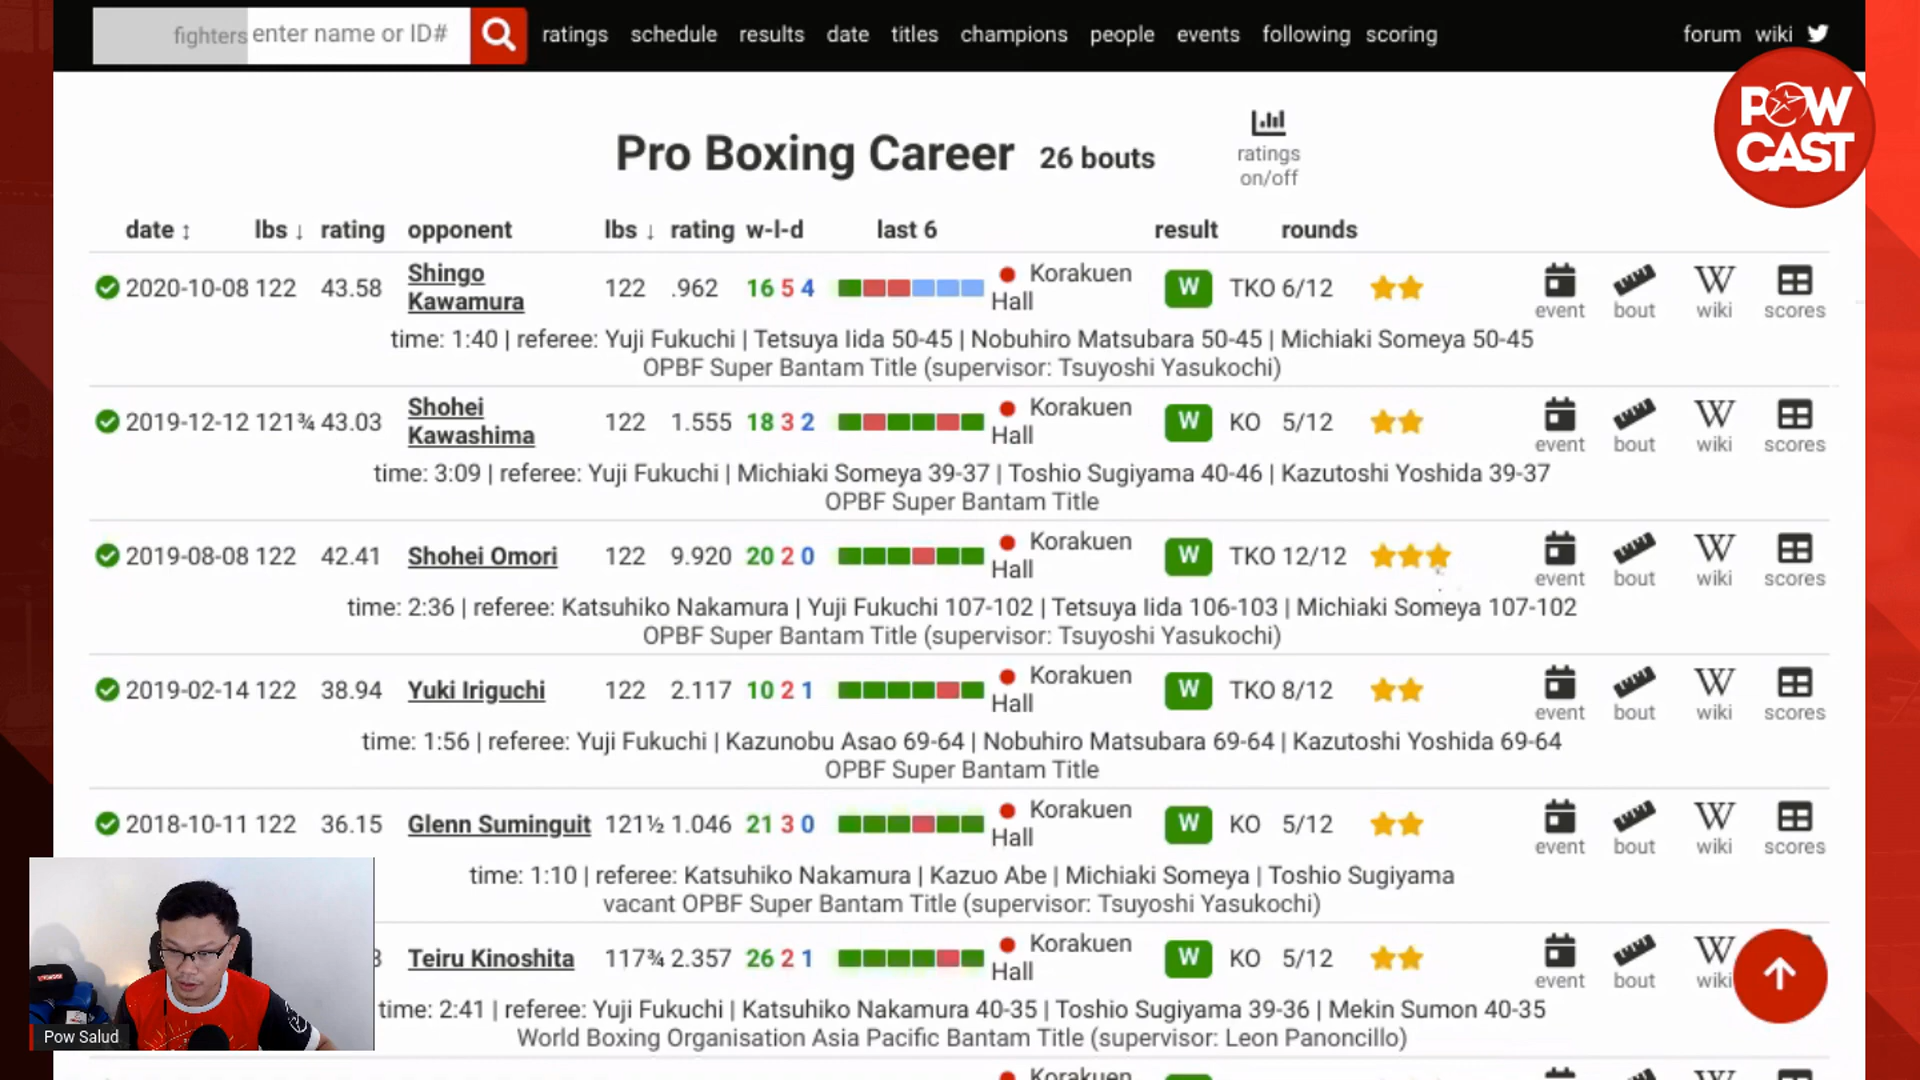 fighters enter name or ID# ratings schedule results date titles champions people events following scoring forum wiki
POW
CAST
Pro Boxing Career 26 bouts
ratings
on/off
date ↕ lbs ↓ rating opponent lbs ↓ rating w-l-d last 6 result rounds
2020-10-08 122 43.58 Shingo Kawamura 122 .962 16 5 4 Korakuen Hall W TKO 6/12 event bout wiki scores
time: 1:40 | referee: Yuji Fukuchi | Tetsuya Iida 50-45 | Nobuhiro Matsubara 50-45 | Michiaki Someya 50-45
OPBF Super Bantam Title (supervisor: Tsuyoshi Yasukochi)
2019-12-12 121¾ 43.03 Shohei Kawashima 122 1.555 18 3 2 Korakuen Hall W KO 5/12 event bout wiki scores
time: 3:09 | referee: Yuji Fukuchi | Michiaki Someya 39-37 | Toshio Sugiyama 40-46 | Kazutoshi Yoshida 39-37
OPBF Super Bantam Title
2019-08-08 122 42.41 Shohei Omori 122 9.920 20 2 0 Korakuen Hall W TKO 12/12 event bout wiki scores
time: 2:36 | referee: Katsuhiko Nakamura | Yuji Fukuchi 107-102 | Tetsuya Iida 106-103 | Michiaki Someya 107-102
OPBF Super Bantam Title (supervisor: Tsuyoshi Yasukochi)
2019-02-14 122 38.94 Yuki Iriguchi 122 2.117 10 2 1 Korakuen Hall W TKO 8/12 event bout wiki scores
time: 1:56 | referee: Yuji Fukuchi | Kazunobu Asao 69-64 | Nobuhiro Matsubara 69-64 | Kazutoshi Yoshida 69-64
OPBF Super Bantam Title
2018-10-11 122 36.15 Glenn Suminguit 121½ 1.046 21 3 0 Korakuen Hall W KO 5/12 event bout wiki scores
time: 1:10 | referee: Katsuhiko Nakamura | Kazuo Abe | Michiaki Someya | Toshio Sugiyama
vacant OPBF Super Bantam Title (supervisor: Tsuyoshi Yasukochi)
3 Teiru Kinoshita 117¾ 2.357 26 2 1 Korakuen Hall W KO 5/12 event bout wiki
time: 2:41 | referee: Yuji Fukuchi | Katsuhiko Nakamura 40-35 | Toshio Sugiyama 39-36 | Mekin Sumon 40-35
World Boxing Organisation Asia Pacific Bantam Title (supervisor: Leon Panoncillo)
Korakuen
Pow Salud